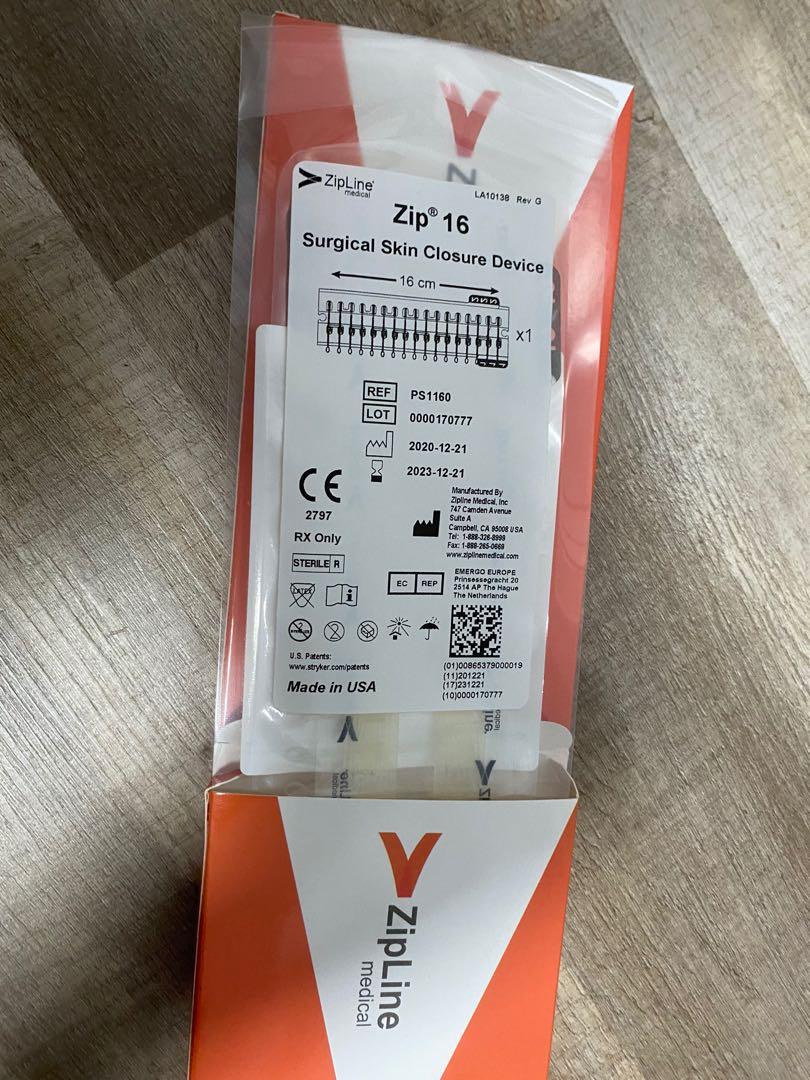 ZipLine®
medical
LA10138 Rev G
Zip® 16
Surgical Skin Closure Device
16 cm
x1
REF PS1160
LOT 0000170777
2020-12-21
2023-12-21
CE
2797
RX Only
STERILE R
LATEX
Manufactured By
Zipline Medical, Inc
747 Camden Avenue
Suite A
Campbell, CA 95008 USA
Tel: 1-888-326-8999
Fax: 1-888-265-0669
www.ziplinemedical.com
EC REP
EMERGO EUROPE
Prinsessegracht 20
2514 AP The Hague
The Netherlands
U.S. Patents:
www.stryker.com/patents
Made in USA
(01)00865379000019
(11)201221
(17)231221
(10)0000170777
ZipLine
medical